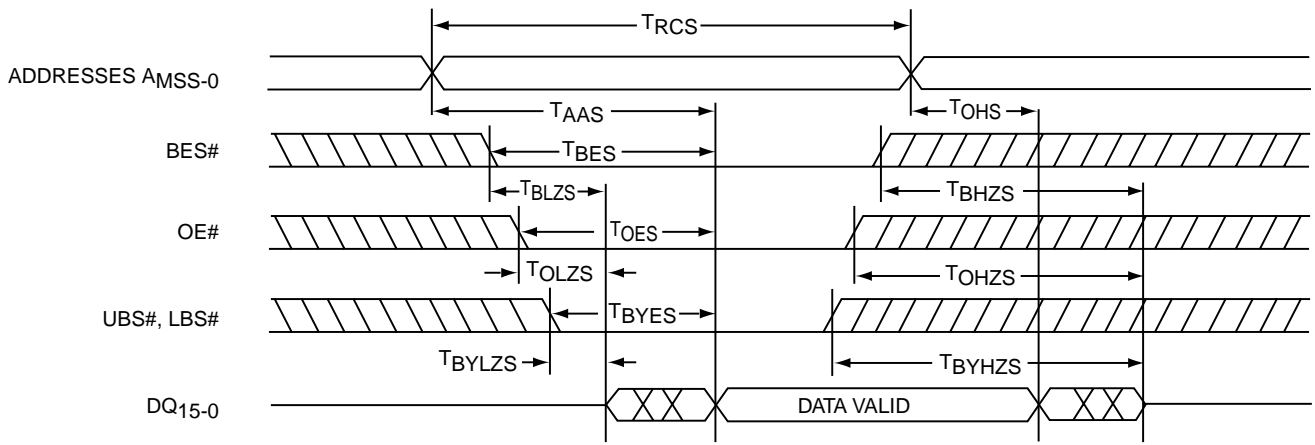 TRCS
ADDRESSES AMSS-0
TAAS
TOHS
BES#
TBES
TBLZS
TBHZS
OE#
TOES
TOLZS
TOHZS
UBS#, LBS#
TBYES
TBYLZS
TBYHZS
DQ15-0
DATA VALID